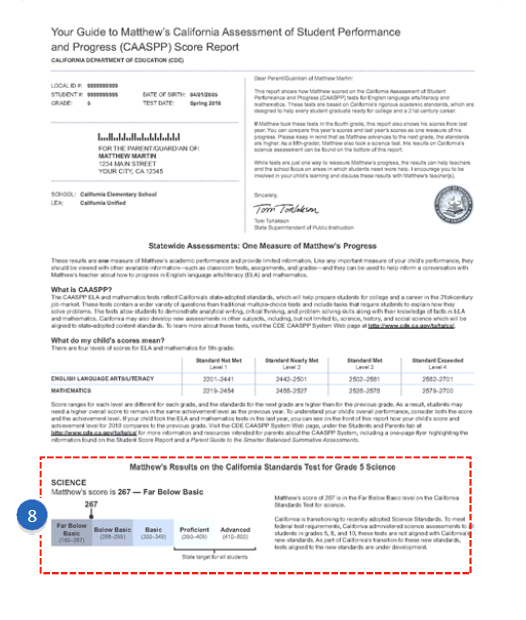 Your Guide to Matthew's California Assessment of Student Performance
and Progress (CAASPP) Score Report
CALIFORNIA DEPARTMENT OF EDUCATION (CDE)
LOCAL ID #: 9999999999
STUDENT #: 9999999999 DATE OF BIRTH: 04/01/2005
GRADE: 5 TEST DATE: Spring 2016
FOR THE PARENT/GUARDIAN OF:
MATTHEW MARTIN
1234 MAIN STREET
YOUR CITY, CA 12345
SCHOOL: California Elementary School
LEA: California Unified
Dear Parent/Guardian of Matthew Martin:
This report shows how Matthew scored on the California Assessment of Student
Performance and Progress (CAASPP) tests for English language arts/literacy and
mathematics. These tests are based on California's rigorous academic standards, which are
designed to help every student graduate ready for college and a 21st-century career.
If Matthew took these tests in the fourth grade, this report also shows his scores from last
year. You can compare this year's scores and last year's scores as one measure of his
progress. Please keep in mind that as Matthew advances to the next grade, the standards
are higher. As a fifth-grader, Matthew also took a science test. His results on California's
science assessment can be found on the bottom of this report.
While tests are just one way to measure Matthew's progress, the results can help teachers
and the school focus on areas in which students need more help. I encourage you to be
involved in your child's learning and discuss these results with Matthew's teacher(s).
Sincerely,
Tom Torlakson
Tom Torlakson
State Superintendent of Public Instruction
Statewide Assessments: One Measure of Matthew's Progress
These results are one measure of Matthew's academic performance and provide limited information. Like any important measure of your child's performance, they
should be viewed with other available information—such as classroom tests, assignments, and grades—and they can be used to help inform a conversation with
Matthew's teacher about how to progress in English language arts/literacy (ELA) and mathematics.
What is CAASPP?
The CAASPP ELA and mathematics tests reflect California's state-adopted standards, which will help prepare students for college and a career in the 21st-century
job market. These tests contain a wider variety of questions than traditional multiple-choice tests and include tasks that require students to explain how they
solve problems. The tests allow students to demonstrate analytical writing, critical thinking, and problem solving skills along with their knowledge of facts in ELA
and mathematics. California may also develop new assessments in other subjects, including, but not limited to, science, history, and social science which will be
aligned to state-adopted content standards. To learn more about these tests, visit the CDE CAASPP System Web page at http://www.cde.ca.gov/ta/tg/ca/.
What do my child's scores mean?
There are four levels of scores for ELA and mathematics for 5th grade:
Standard Not Met Standard Nearly Met Standard Met Standard Exceeded
Level 1 Level 2 Level 3 Level 4
ENGLISH LANGUAGE ARTS/LITERACY 2201–2441 2442–2501 2502–2581 2582–2701
MATHEMATICS 2219–2454 2455–2527 2528–2578 2579–2700
Score ranges for each level are different for each grade, and the standards for the next grade are higher than for the previous grade. As a result, students may
need a higher overall score to remain in the same achievement level as the previous year. To understand your child's overall performance, consider both the score
and the achievement level. If your child took the ELA and mathematics tests in the last year, you can see on the front of this report how your child's score and
achievement level for 2016 compares to the previous grade. Visit the CDE CAASPP System Web page, under the Students and Parents tab at
http://www.cde.ca.gov/ta/tg/ca/ for more information and resources intended for parents about the CAASPP System, including a one-page flyer highlighting the
information found on the Student Score Report and a Parent Guide to the Smarter Balanced Summative Assessments.
Matthew's Results on the California Standards Test for Grade 5 Science
SCIENCE
Matthew's score is 267 — Far Below Basic
267
8
Far Below
Basic
(150–267)
Below Basic
(268–299)
Basic
(300–349)
Proficient
(350–409)
Advanced
(410–600)
State target for all students
Matthew's score of 267 is in the Far Below Basic level on the California
Standards Test for science.
California is transitioning to recently adopted Science Standards. To meet
federal test requirements, California administered science assessments to all
students in grades 5, 8, and 10; these tests are not aligned with California's
new standards. As part of California's transition to these new standards,
tests aligned to the new standards are under development.